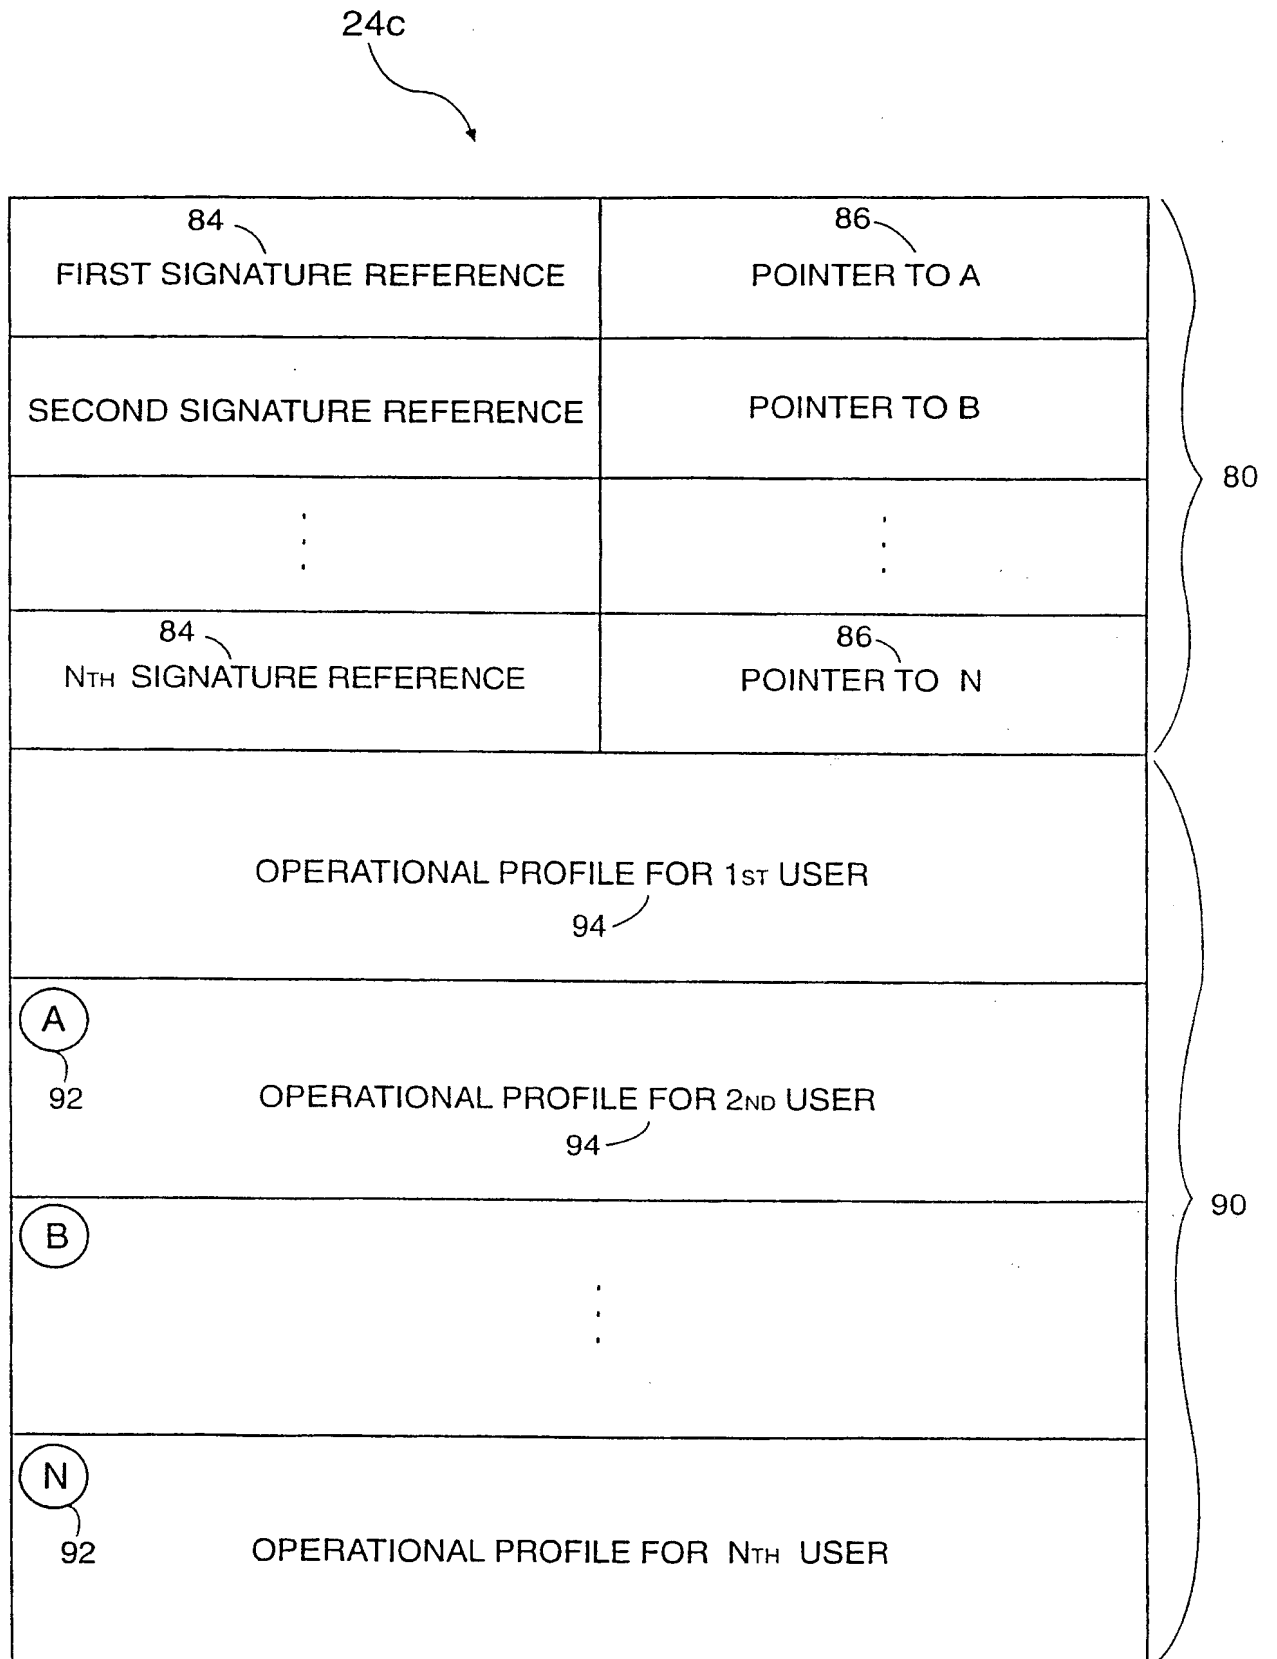 24c
84
86
FIRST SIGNATURE REFERENCE
POINTER TO A
SECOND SIGNATURE REFERENCE
POINTER TO B
80
84
86
NTH SIGNATURE REFERENCE
POINTER TO N
OPERATIONAL PROFILE FOR 1ST USER
94
A
92
OPERATIONAL PROFILE FOR 2ND USER
94
B
90
N
92
OPERATIONAL PROFILE FOR NTH USER